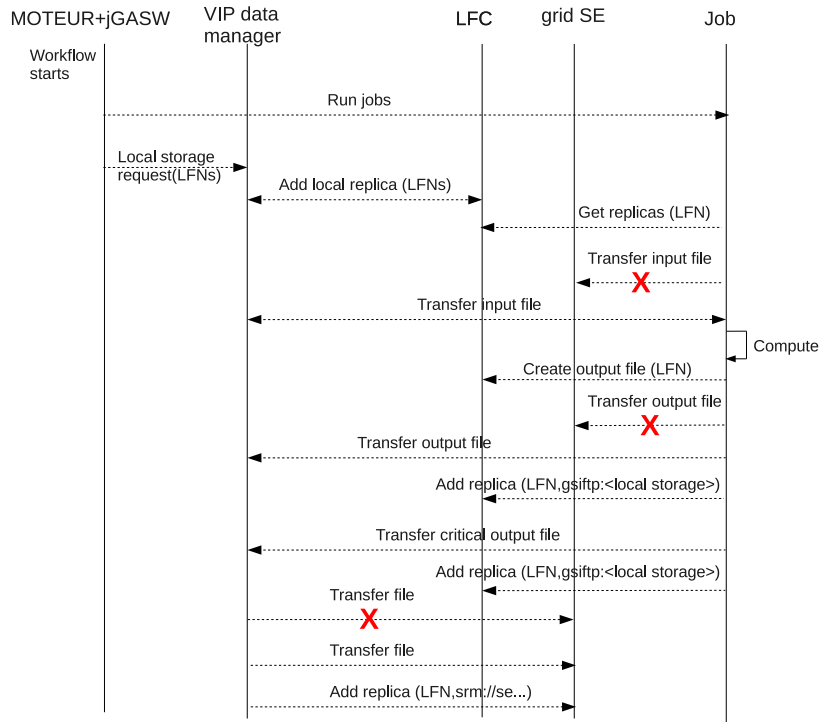 MOTEUR+jGASW
VIP data
manager
LFC
grid SE
Job
Workflow
starts
Run jobs
Local storage
request(LFNs)
Add local replica (LFNs)
Get replicas (LFN)
Transfer input file
X
Transfer input file
Compute
Create output file (LFN)
Transfer output file
X
Transfer output file
Add replica (LFN,gsiftp:<local storage>)
Transfer critical output file
Add replica (LFN,gsiftp:<local storage>)
Transfer file
X
Transfer file
Add replica (LFN,srm://se...)